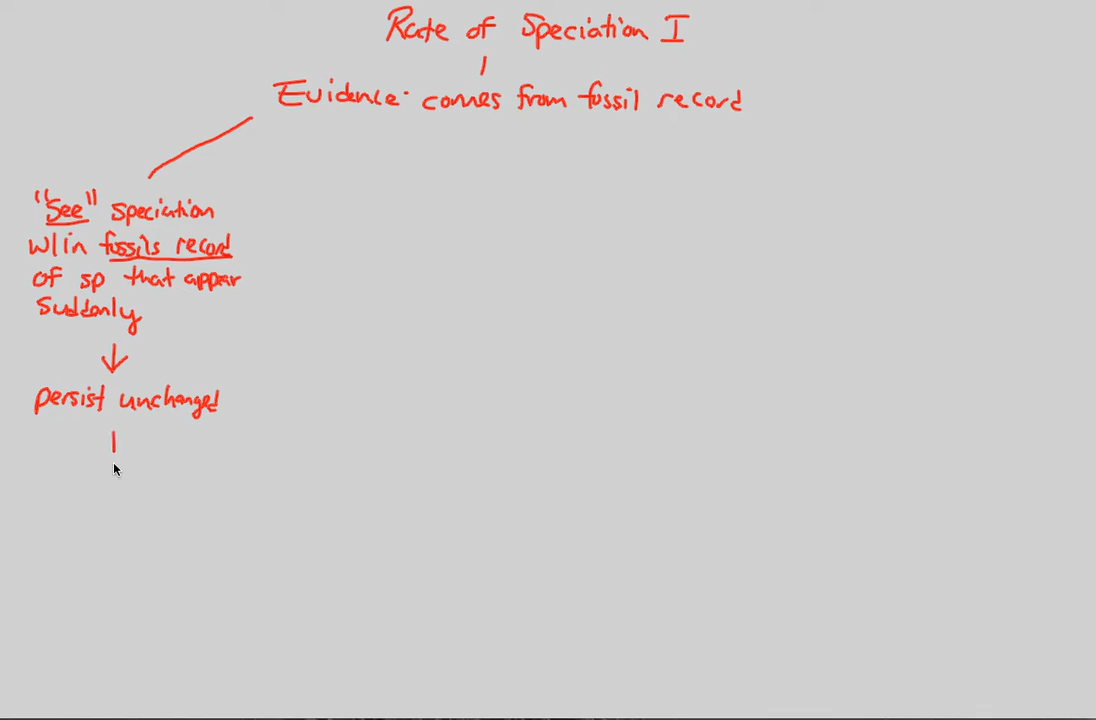 Rate of Speciation I
Evidence comes from fossil record
"See" speciation
w/in fossils record
of sp that appear
Suddenly
persist unchanged